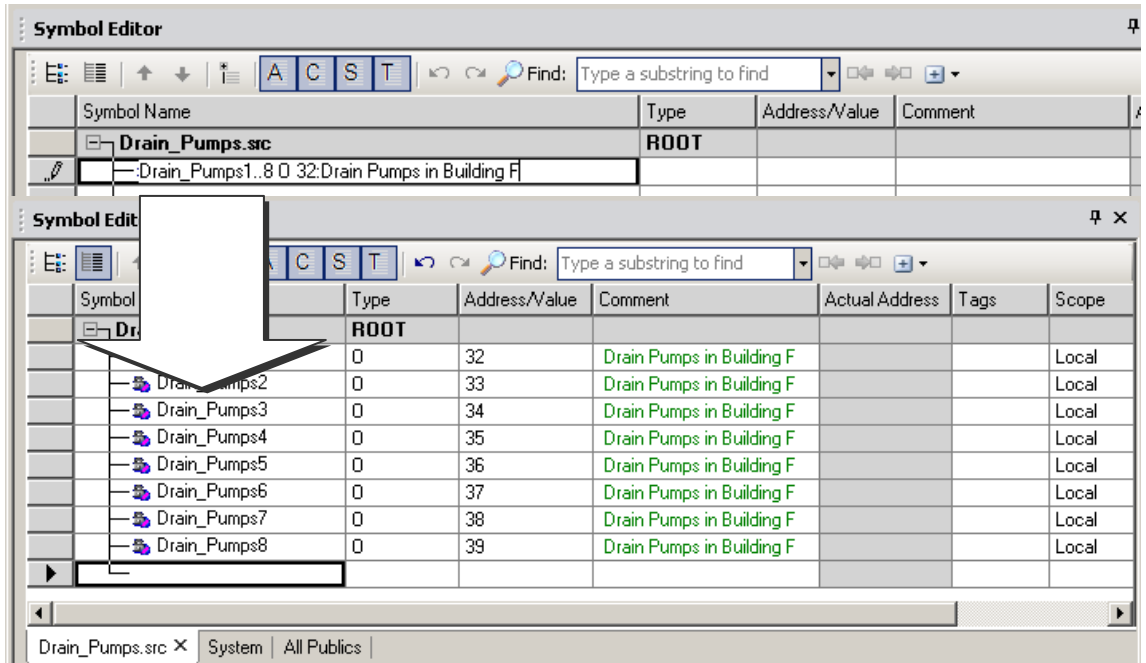 Symbol Editor
A C S T Find: Type a substring to find
Symbol Name Type Address/Value Comment
Drain_Pumps.src ROOT
:Drain_Pumps1..8 O 32:Drain Pumps in Building F
Symbol Edit
C S T Find: Type a substring to find
Symbol Type Address/Value Comment Actual Address Tags Scope
Dr ROOT
O 32 Drain Pumps in Building F Local
Drain_Pumps2 O 33 Drain Pumps in Building F Local
Drain_Pumps3 O 34 Drain Pumps in Building F Local
Drain_Pumps4 O 35 Drain Pumps in Building F Local
Drain_Pumps5 O 36 Drain Pumps in Building F Local
Drain_Pumps6 O 37 Drain Pumps in Building F Local
Drain_Pumps7 O 38 Drain Pumps in Building F Local
Drain_Pumps8 O 39 Drain Pumps in Building F Local
Drain_Pumps.src System All Publics